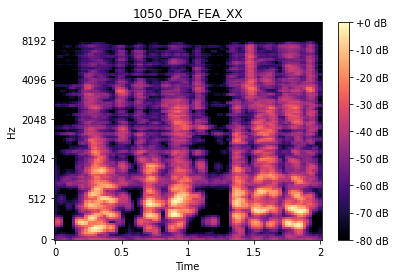 1050_DFA_FEA_XX
+0 dB
8192
-10 dB
4096
-20 dB
-30 dB
2048
Hz
-40 dB
1024
-50 dB
512
-60 dB
-70 dB
0
-80 dB
0 0.5 1 1.5 2
Time